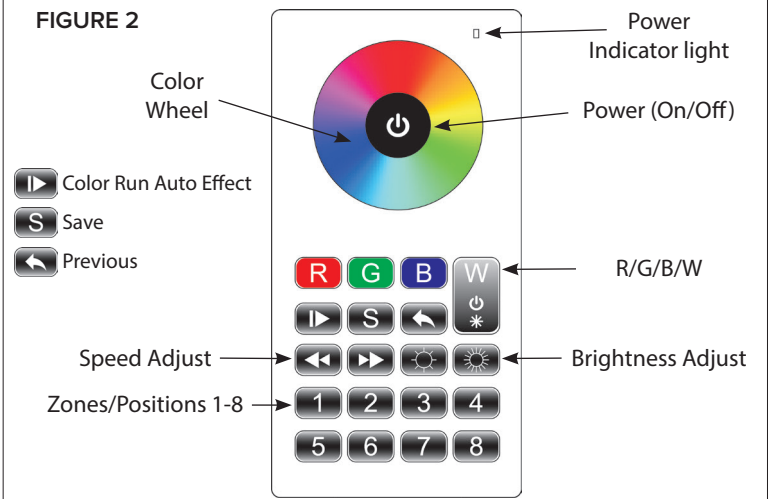 FIGURE 2
Power
Indicator light
Color
Wheel
Power (On/Off)
Color Run Auto Effect
S Save
Previous
R G B W
R/G/B/W
S
Speed Adjust
Brightness Adjust
Zones/Positions 1-8
1 2 3 4
5 6 7 8